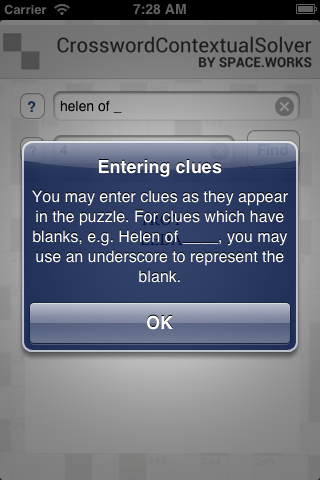 Carrier 7:28 AM
CrosswordContextualSolver
BY SPACE.WORKS
? helen of _
? 4 Find
Entering clues
You may enter clues as they appear
in the puzzle. For clues which have
blanks, e.g. Helen of ____, you may
use an underscore to represent the
blank.
OK